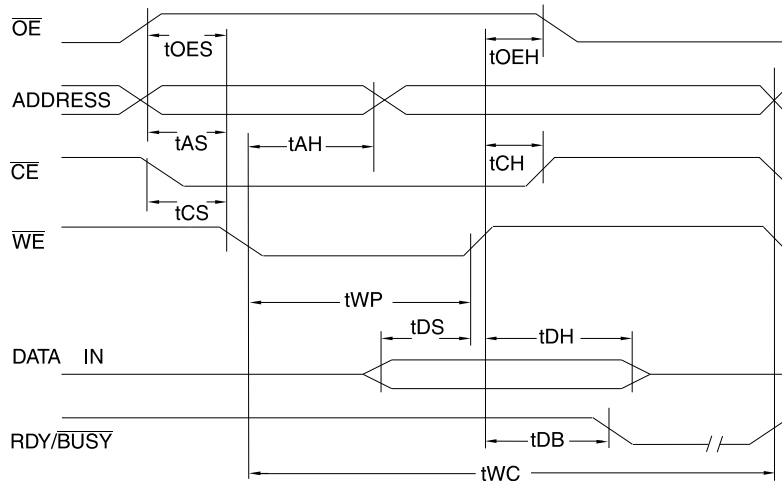 OE
tOES
tOEH
ADDRESS
tAS
tAH
tCH
CE
tCS
WE
tWP
tDS
tDH
DATA IN
RDY/BUSY
tDB
tWC